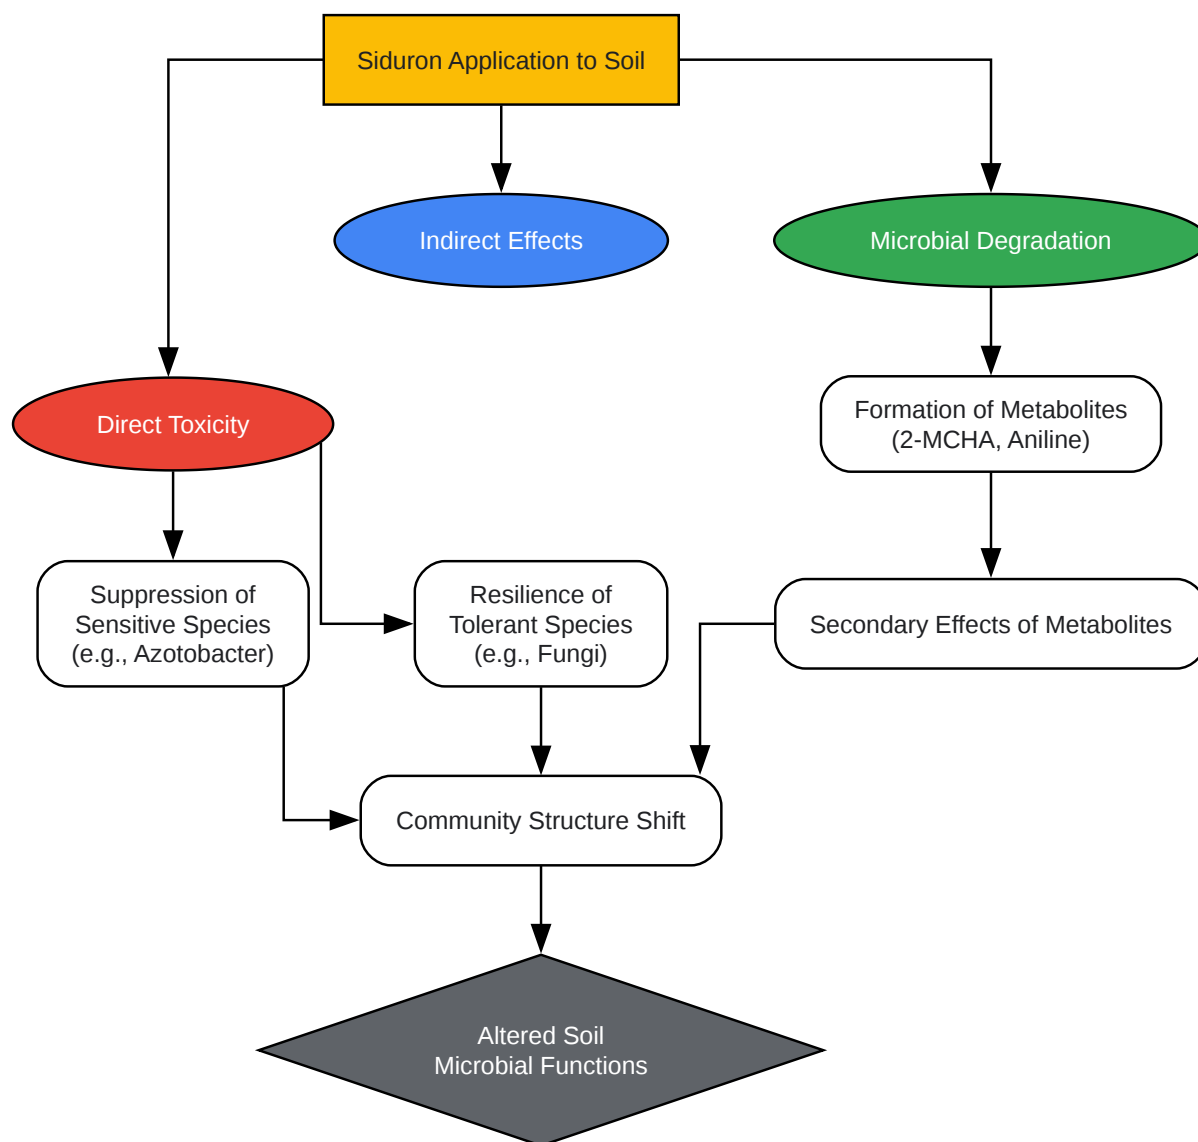 Siduron Application to Soil
Indirect Effects
Microbial Degradation
Direct Toxicity
Formation of Metabolites
(2-MCHA, Aniline)
Suppression of
Sensitive Species
(e.g., Azotobacter)
Resilience of
Tolerant Species
(e.g., Fungi)
Secondary Effects of Metabolites
Community Structure Shift
Altered Soil
Microbial Functions